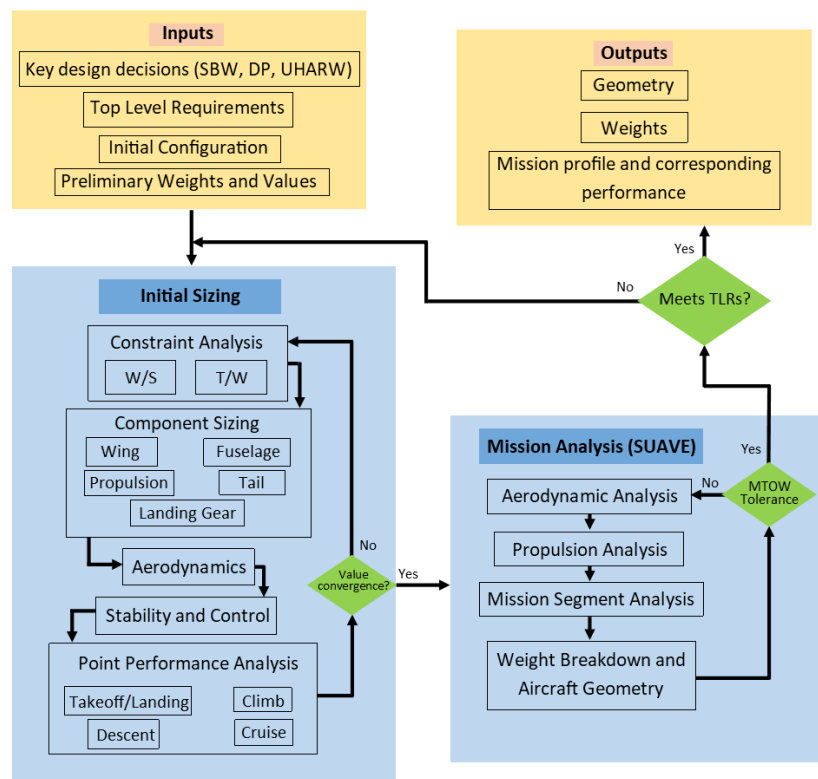 Inputs
Key design decisions (SBW, DP, UHARW)
Top Level Requirements
Initial Configuration
Preliminary Weights and Values
Outputs
Geometry
Weights
Mission profile and corresponding
performance
Yes
No
Meets TLRs?
Initial Sizing
Constraint Analysis
W/S
T/W
Component Sizing
Wing
Fuselage
Propulsion
Tail
Landing Gear
Aerodynamics
Stability and Control
Point Performance Analysis
Takeoff/Landing
Climb
Descent
Cruise
No
Value
convergence?
Yes
Mission Analysis (SUAVE)
Yes
No
MTOW
Tolerance
Aerodynamic Analysis
Propulsion Analysis
Mission Segment Analysis
Weight Breakdown and
Aircraft Geometry